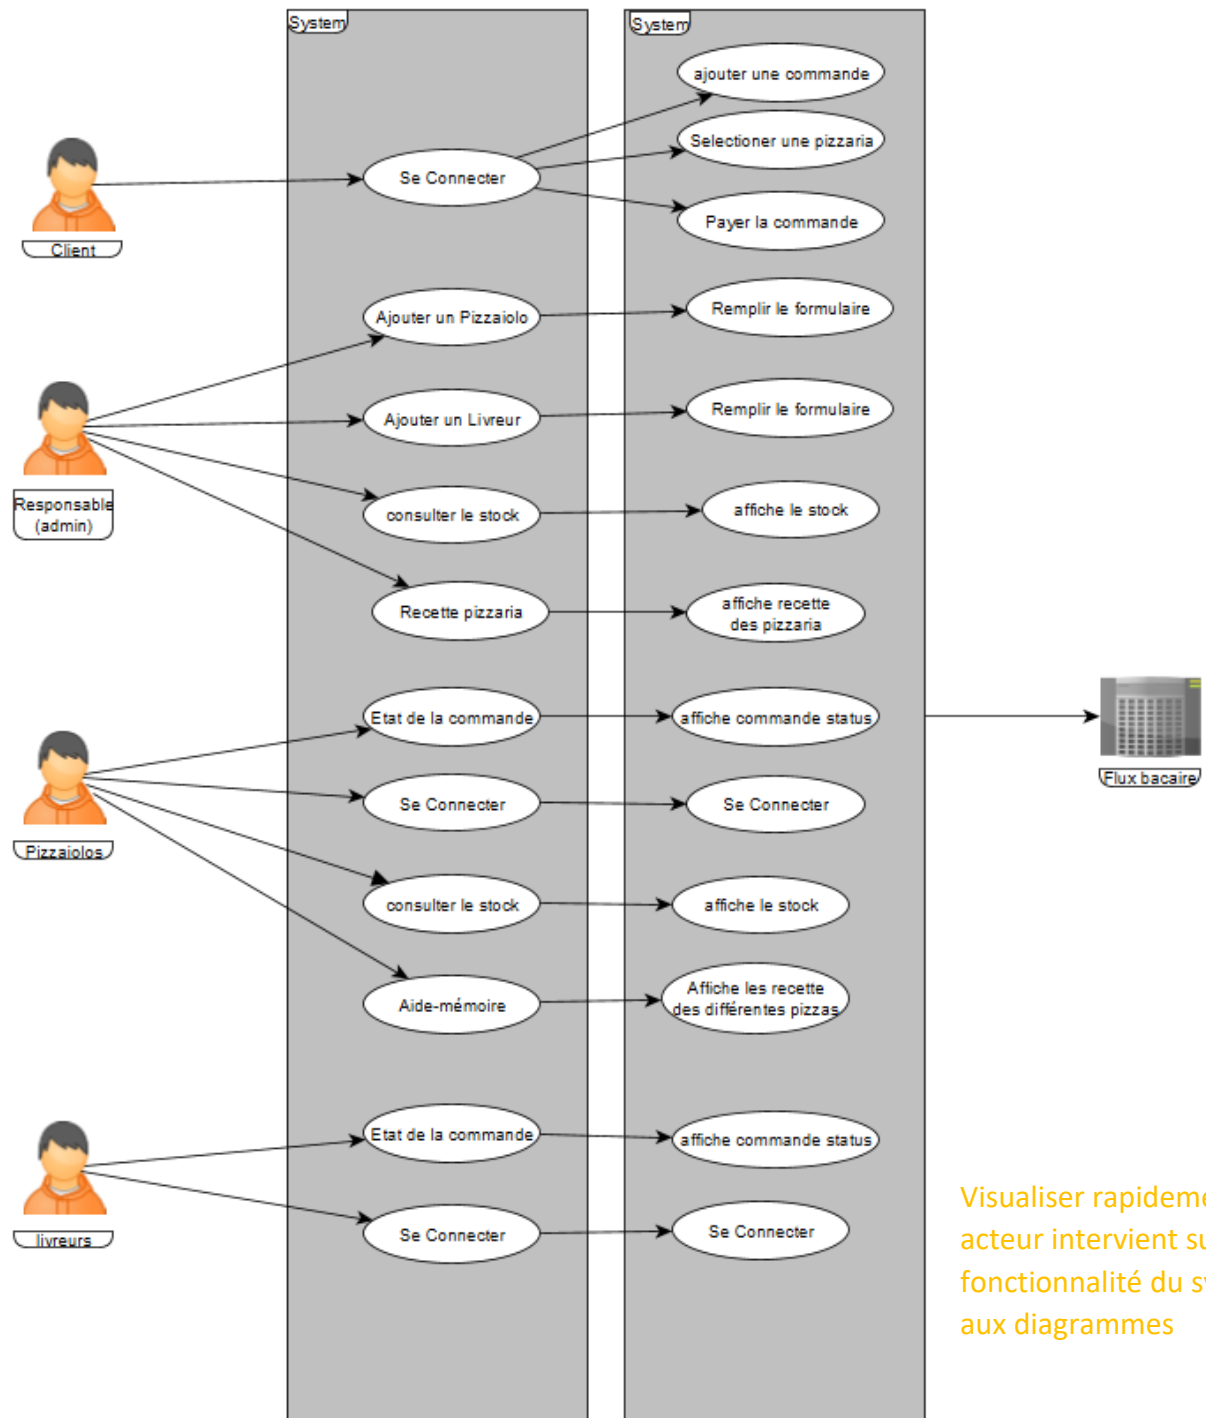 System
System
ajouter une commande
Selectioner une pizzaria
Se Connecter
Payer la commande
Client
Ajouter un Pizzaiolo
Remplir le formulaire
Ajouter un Livreur
Remplir le formulaire
Responsable
(admin)
consulter le stock
affiche le stock
Recette pizzaria
affiche recette
des pizzaria
Etat de la commande
affiche commande status
Flux bacaire
Se Connecter
Se Connecter
Pizzaiolos
consulter le stock
affiche le stock
Aide-mémoire
Affiche les recette
des différentes pizzas
Etat de la commande
affiche commande status
livreurs
Se Connecter
Se Connecter
Visualiser
acteur intervient
fonctionnalité du
aux diagrammes